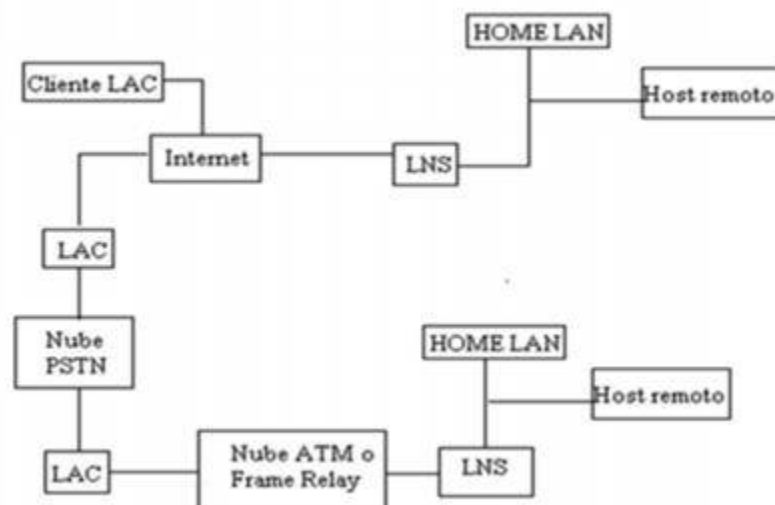 HOME LAN
Cliente LAC
Host remoto
Internet
LNS
LAC
Nube
PSTN
HOME LAN
Host remoto
LAC
Nube ATM o
Frame Relay
LNS